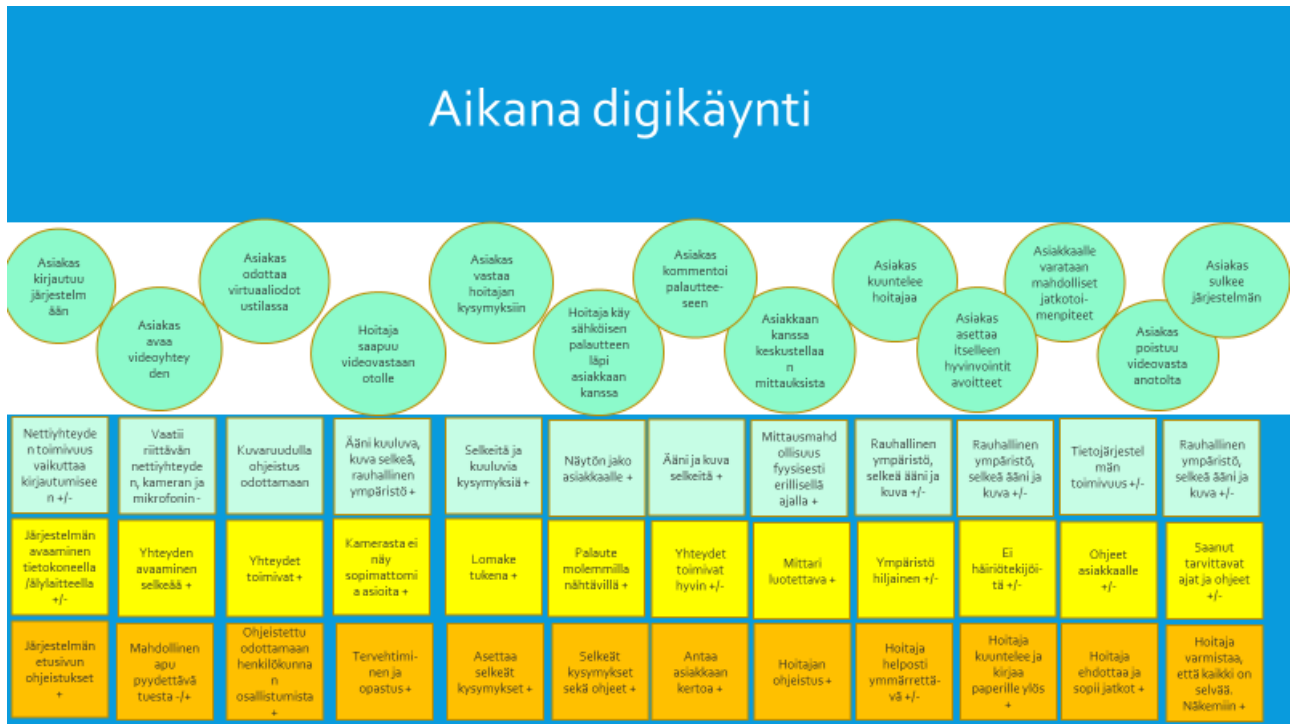 Aikana digikäynti
Asiakas
kirjautuu
järjestelm
ään
Asiakas
avaa
videoyhtey
den
Asiakas
odottaa
virtuaaliodot
ustilassa
Hoitaja
saapuu
videovastaan
otolle
Asiakas
vastaa
hoitajan
kysymyksiin
Hoitaja käy
sähköisen
palautteen
läpi
asiakkaan
kanssa
Asiakas
kommentoi
palauttee-
seen
Asiakkaan
kanssa
keskustellaa
n
mittauksista
Asiakas
kuuntelee
hoitajaa
Asiakas
asettaa
itselleen
hyvinvointit
avoitteet
Asiakkaalle
varataan
mahdolliset
jatkotoi-
menpiteet
Asiakas
poistuu
videovasta
anotolta
Asiakas
sulkee
järjestelmän
Nettiyhteyde
n toimivuus
vaikuttaa
kirjautumisee
n +/-
Vaatii
riittävän
nettiyhteyde
n, kameran ja
mikrofonin -
Kuvaruudulla
ohjeistus
odottamaan
Ääni kuuluva,
kuva selkeä,
rauhallinen
ympäristö +
Selkeitä ja
kuuluvia
kysymyksiä +
Näytön jako
asiakkaalle +
Ääni ja kuva
selkeitä +
Mittausmahd
ollisuus
fyysisesti
erillisellä
ajalla +
Rauhallinen
ympäristö,
selkeä ääni ja
kuva +/-
Rauhallinen
ympäristö,
selkeä ääni ja
kuva +/-
Tietojärjestel
män
toimivuus +/-
Rauhallinen
ympäristö,
selkeä ääni ja
kuva +/-
Järjestelmän
avaaminen
tietokoneella
/älylaitteella
+/-
Yhteyden
avaaminen
selkeää +
Yhteydet
toimivat +
Kamerasta ei
näy
sopimattomi
a asioita +
Lomake
tukena +
Palaute
molemmilla
nähtävillä +
Yhteydet
toimivat
hyvin +/-
Mittari
luotettava +
Ympäristö
hiljainen +/-
Ei
häiriötekijöi-
tä +/-
Ohjeet
asiakkaalle
+/-
Saanut
tarvittavat
ajat ja ohjeet
+/-
Järjestelmän
etusivun
ohjeistukset
+
Mahdollinen
apu
pyydettävä
tuesta -/+
Ohjeistettu
odottamaan
henkilökunna
n
osallistumista
+
Tervehtimi-
nen ja
opastus +
Asettaa
selkeät
kysymykset +
Selkeät
kysymykset
sekä ohjeet +
Antaa
asiakkaan
kertoa +
Hoitajan
ohjeistus +
Hoitaja
helposti
ymmärrettä-
vä +/-
Hoitaja
kuuntelee ja
kirjaa
paperille ylös
+
Hoitaja
ehdottaa ja
sopii jatkot +
Hoitaja
varmistaa,
että kaikki on
selvää.
Näkemiin +